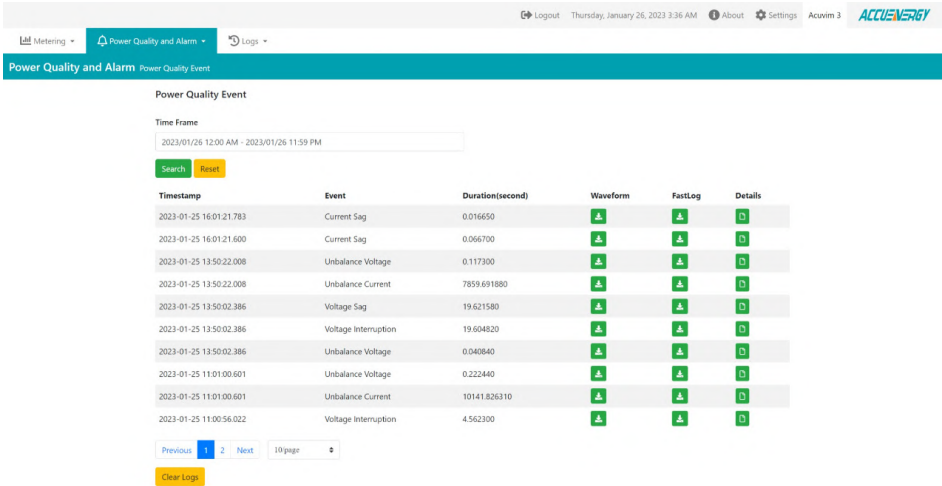 Logout Thursday, January 26, 2023 3:36 AM About Settings Acuvim 3 ACCUENERGY
Metering Power Quality and Alarm Logs
Power Quality and Alarm Power Quality Event
Power Quality Event
Time Frame
2023/01/26 12:00 AM - 2023/01/26 11:59 PM
Search Reset
Timestamp Event Duration(second) Waveform FastLog Details
2023-01-25 16:01:21.783 Current Sag 0.016650
2023-01-25 16:01:21.600 Current Sag 0.066700
2023-01-25 13:50:22.008 Unbalance Voltage 0.117300
2023-01-25 13:50:22.008 Unbalance Current 7859.691880
2023-01-25 13:50:02.386 Voltage Sag 19.621580
2023-01-25 13:50:02.386 Voltage Interruption 19.604820
2023-01-25 13:50:02.386 Unbalance Voltage 0.040840
2023-01-25 11:01:00.601 Unbalance Voltage 0.222440
2023-01-25 11:01:00.601 Unbalance Current 10141.826310
2023-01-25 11:00:56.022 Voltage Interruption 4.562300
Previous 1 2 Next 10/page
Clear Logs